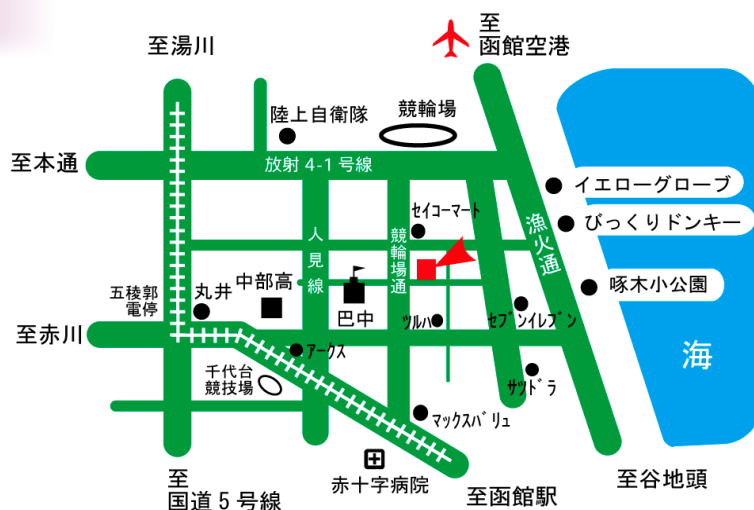 至湯川
至
函館空港
陸上自衛隊
競輪場
至本通
放射 4-1 号線
イエローグローブ
びっくりドンキー
セイコーマート
人見線
競輪場通
漁火通
五稜郭
電停
丸井
中部高
巴中
ツルハ
セブンイレブン
啄木小公園
至赤川
アークス
千代台
競技場
サツドラ
海
マックスバリュ
赤十字病院
至
国道 5 号線
至函館駅
至谷地頭